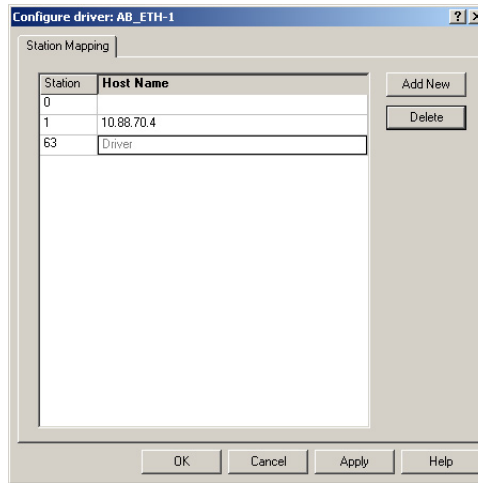 Configure driver: AB_ETH-1
Station Mapping
Station Host Name
0
1 10.88.70.4
63 Driver
Add New
Delete
OK Cancel Apply Help